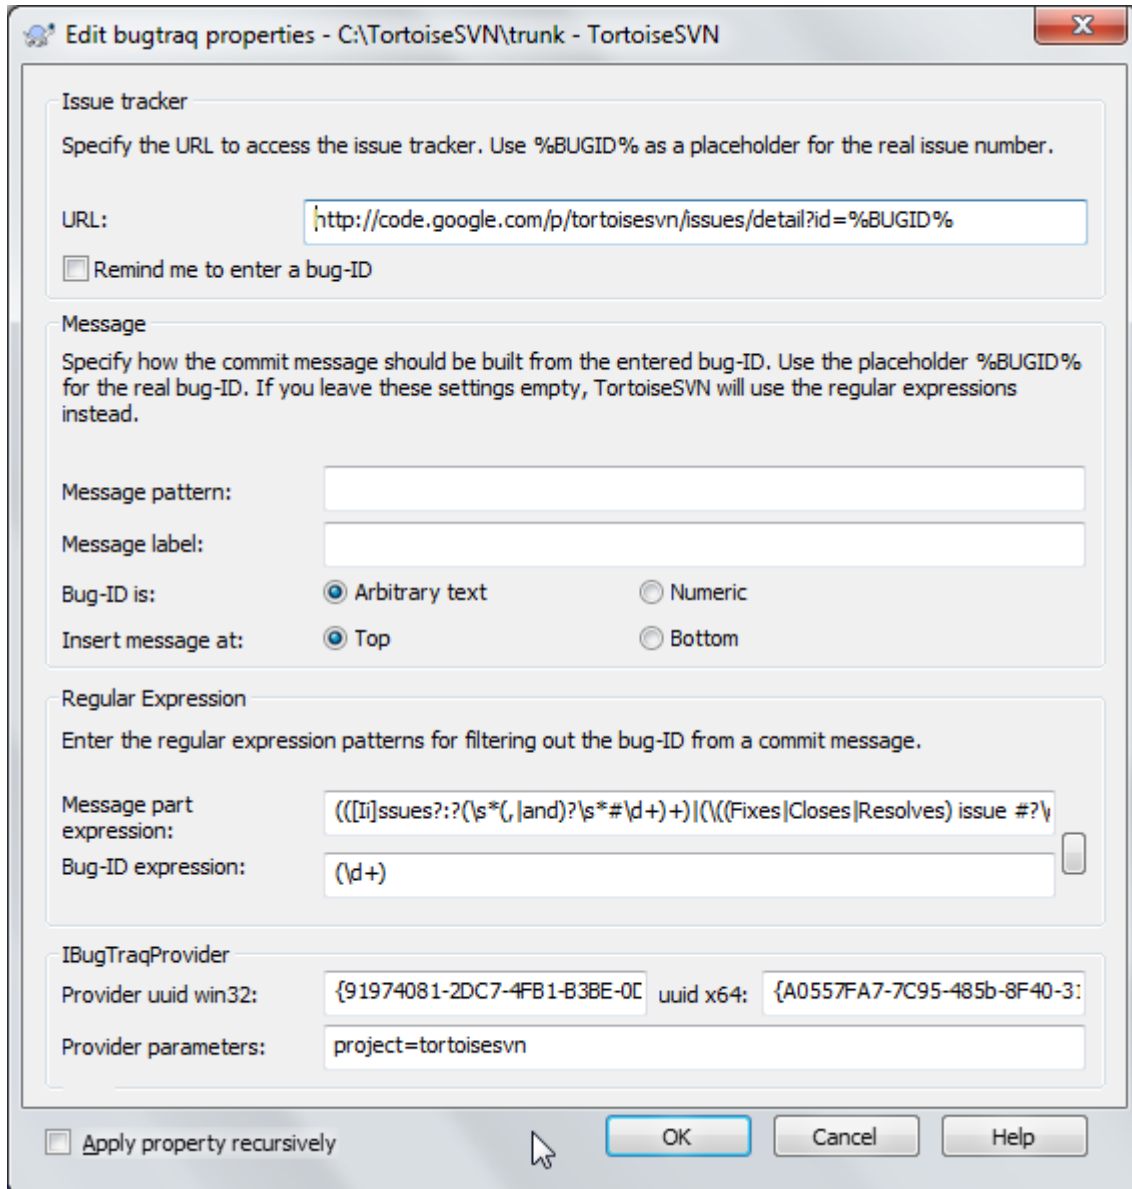 Edit bugtraq properties - C:\TortoiseSVN\trunk - TortoiseSVN
Issue tracker
Specify the URL to access the issue tracker. Use %BUGID% as a placeholder for the real issue number.
URL: http://code.google.com/p/tortoisesvn/issues/detail?id=%BUGID%
Remind me to enter a bug-ID
Message
Specify how the commit message should be built from the entered bug-ID. Use the placeholder %BUGID%
for the real bug-ID. If you leave these settings empty, TortoiseSVN will use the regular expressions
instead.
Message pattern:
Message label:
Bug-ID is: Arbitrary text Numeric
Insert message at: Top Bottom
Regular Expression
Enter the regular expression patterns for filtering out the bug-ID from a commit message.
Message part
expression:
(([Ii]ssues?:?(\s*(,|and)?\s*#\d+)+)|(\((Fixes|Closes|Resolves) issue #?\
Bug-ID expression: (\d+)
IBugTraqProvider
Provider uuid win32: {91974081-2DC7-4FB1-B3BE-0D uuid x64: {A0557FA7-7C95-485b-8F40-31
Provider parameters: project=tortoisesvn
Apply property recursively OK Cancel Help